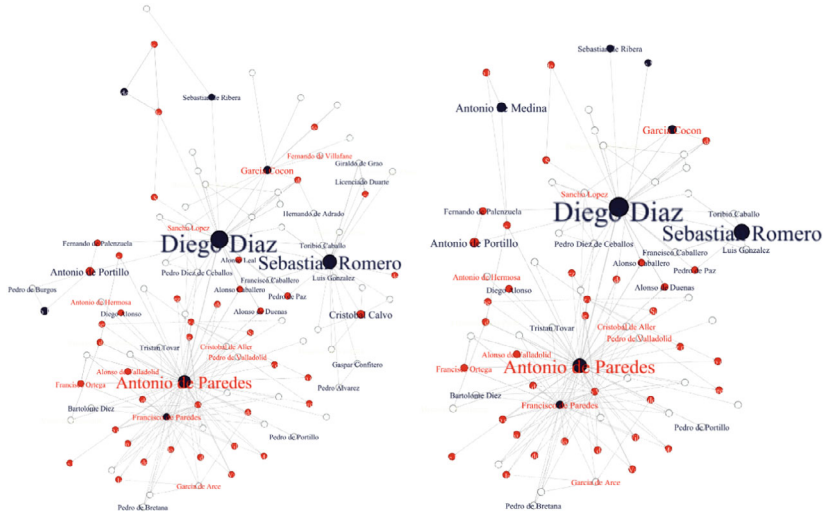 Sebastian de Ribera
Garcia Cocon
Fernando de Villafanz
Giraldo de Grao
Licenciado Duarte
Hernando de Adrado
Sancho Lopez
Diego Diaz
Toribio Caballo
Fernando de Palenzuela
Alonso Leal
Sebastian Romero
Antonio de Portillo
Pedro Diez de Ceballos
Francisco Caballero
Luis Gonzalez
Pedro de Burgos
Alonso Caballero
Pedro de Paz
Antonio de Hermosa
Diego Alonso
Alonso de Duenas
Cristobal Calvo
Tristan Tovar
Cristobal de Aller
Pedro de Valladolid
Gaspar Confitero
Alonso de Valladolid
Francisco Ortega
Antonio de Paredes
Pedro Alvarce
Bartolome Diez
Francisco de Paredes
Pedro de Portillo
Garcia de Arce
Pedro de Bretana
Sebastian de Ribera
Antonio de Medina
Garcia Cocon
Sancho Lopez
Diego Diaz
Fernando de Palenzuela
Toribio Caballo
Sebastian Romero
Antonio de Portillo
Pedro Diez de Ceballos
Francisco Caballero
Luis Gonzalez
Alonso Caballero
Pedro de Paz
Antonio de Hermosa
Diego Alonso
Alonso de Duenas
Tristan Tovar
Cristobal de Aller
Pedro de Valladolid
Alonso de Valladolid
Francisco Ortega
Antonio de Paredes
Bartolome Diez
Francisco de Paredes
Pedro de Portillo
Garcia de Arce
Pedro de Bretana